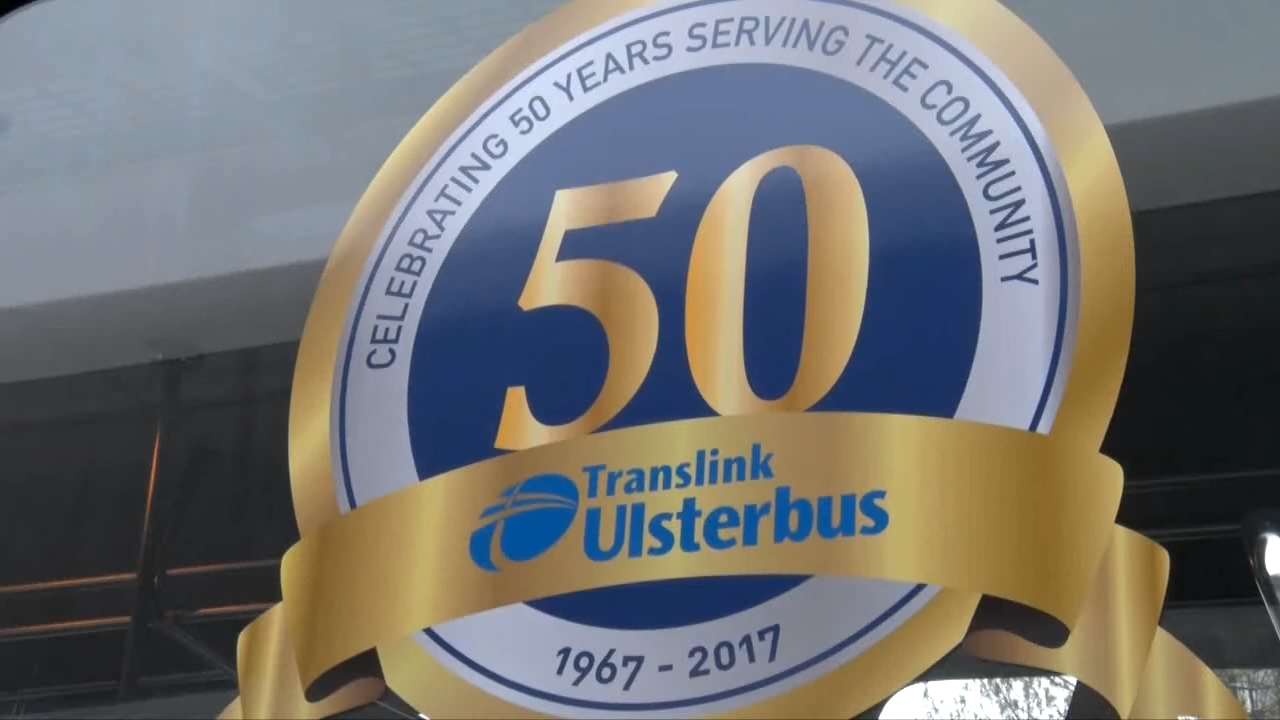 CELEBRATING 50 YEARS SERVING THE COMMUNITY
50
Translink
Ulsterbus
1967 - 2017